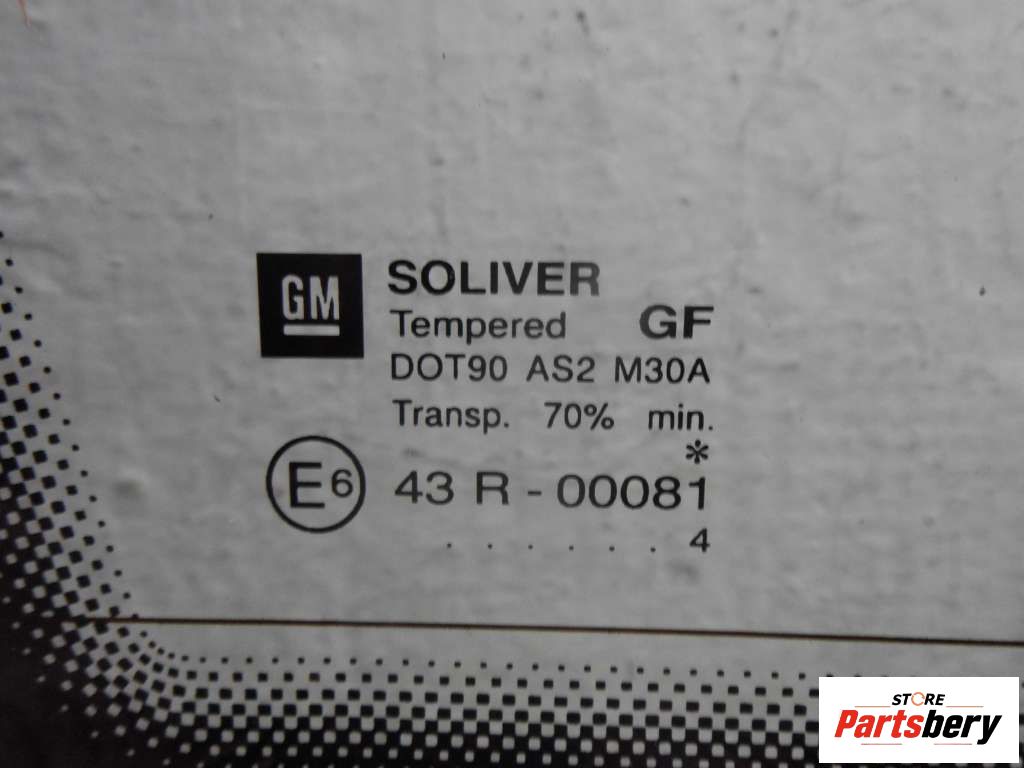 GM
SOLIVER
Tempered GF
DOT90 AS2 M30A
Transp. 70% min.
*
E6 43 R - 00081
. . . . . . 4
STORE
Partsbery